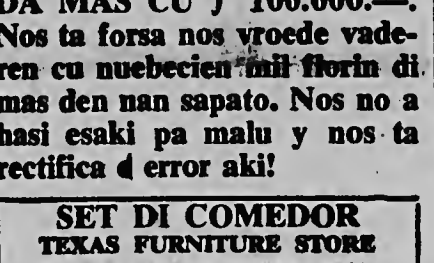 DA MAS CU ƒ 100.000.—.
Nos ta forsa nos vroede vade-
ren cu nuebecien mil florin di
mas den nan sapato. Nos no a
hasi esaki pa malu y nos ta
rectifica e error aki!
SET DI COMEDOR
TEXAS FURNITURE STORE